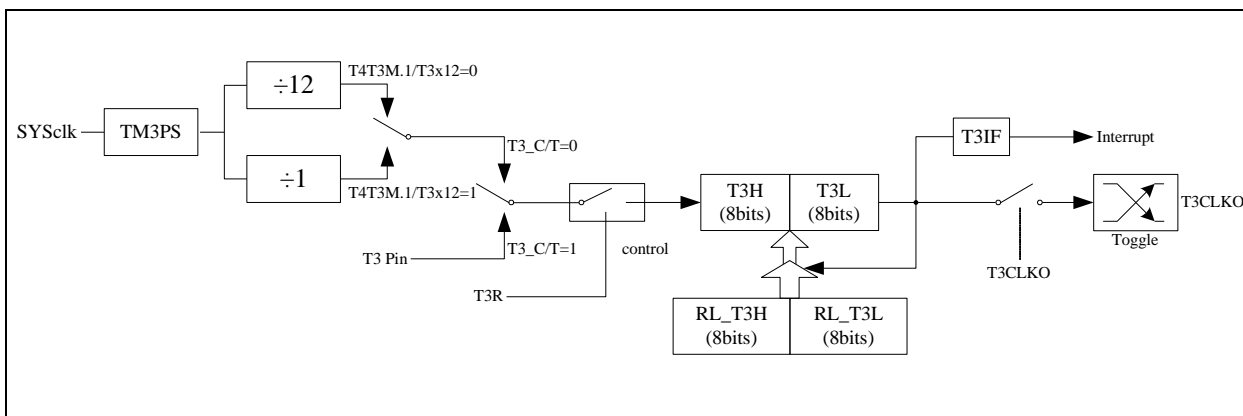 T4T3M.1/T3x12=0
÷12
SYSclk
TM3PS
÷1
T4T3M.1/T3x12=1
T3_C/T=0
T3_C/T=1
T3 Pin
T3R
control
T3H
(8bits)
T3L
(8bits)
RL_T3H
(8bits)
RL_T3L
(8bits)
T3IF
Interrupt
T3CLKO
Toggle
T3CLKO